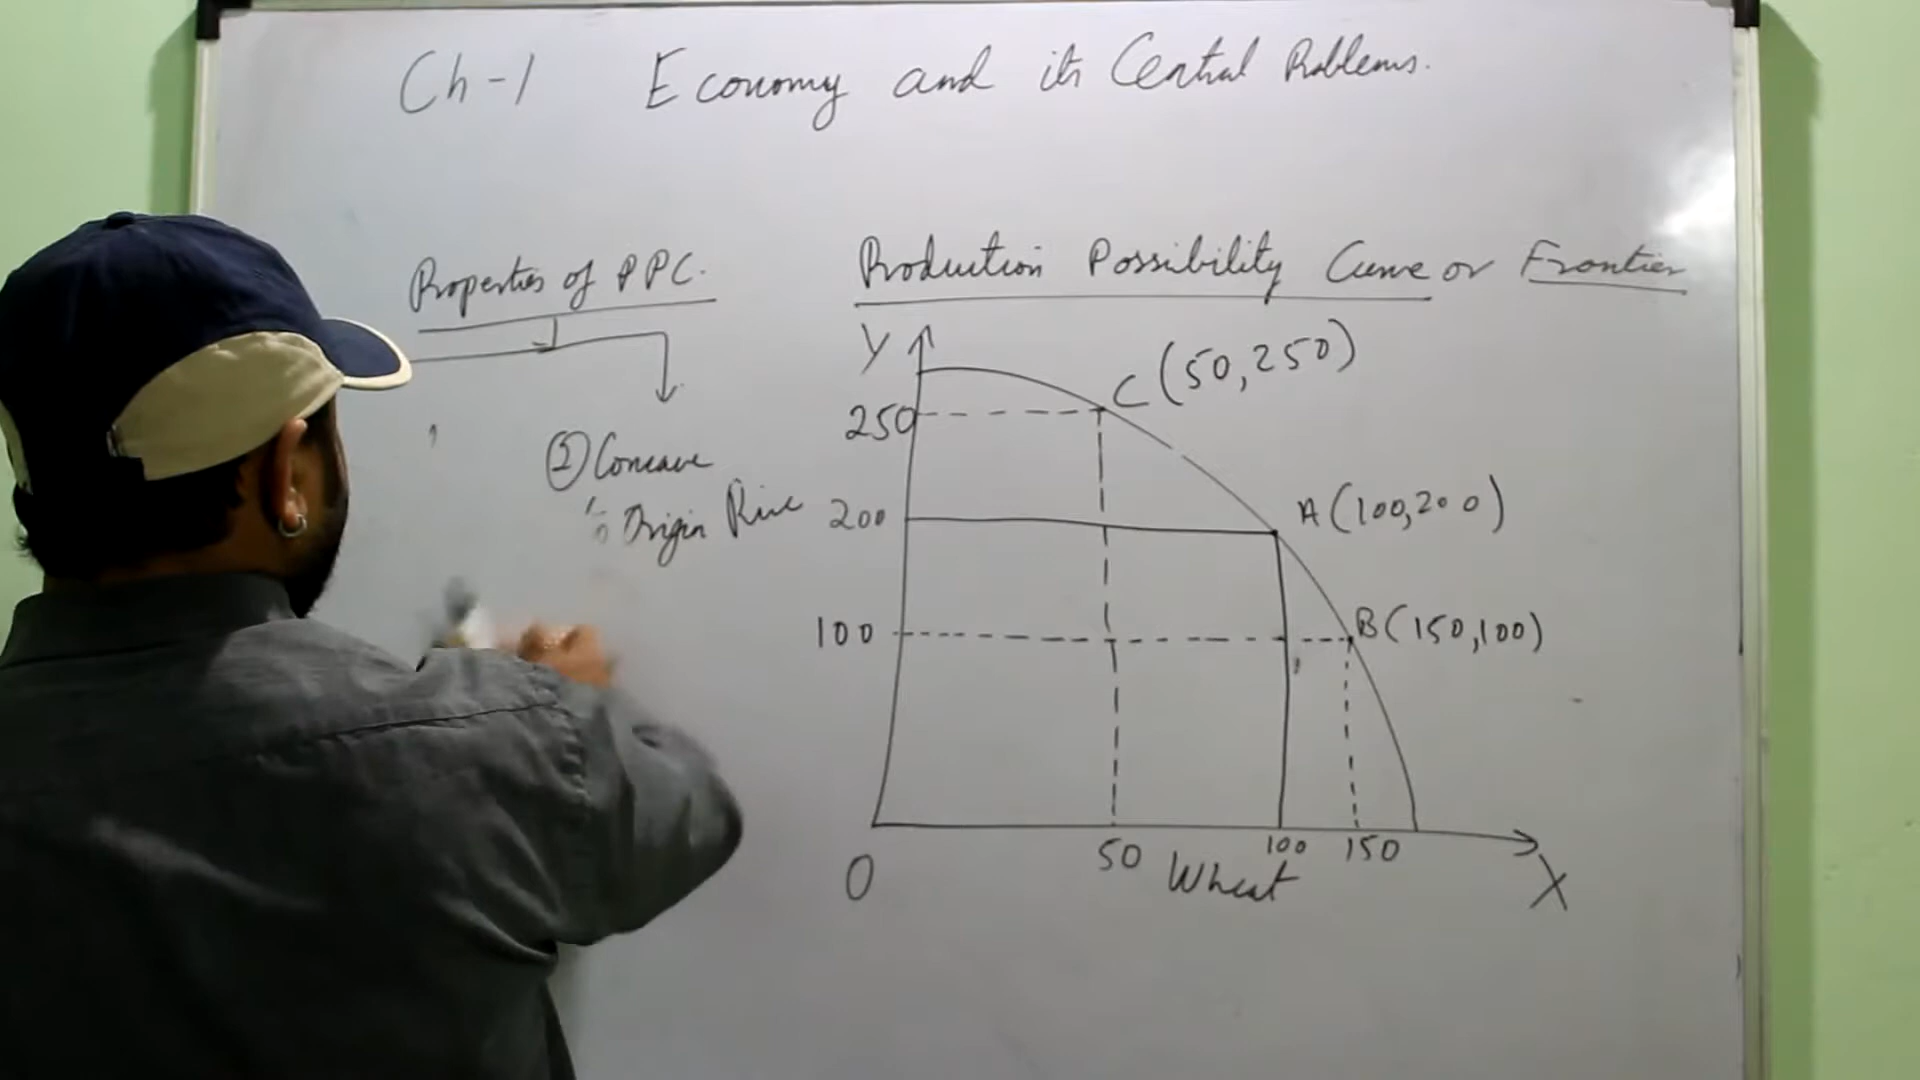 Ch-1 Economy and its Central Problems.
Properties of PPC.
② Concave
to Origin
Rice
Production Possibility Curve or Frontier
Y
C (50,250)
250
A (100,200)
200
B (150,100)
100
O
50
100
150
Wheat
X